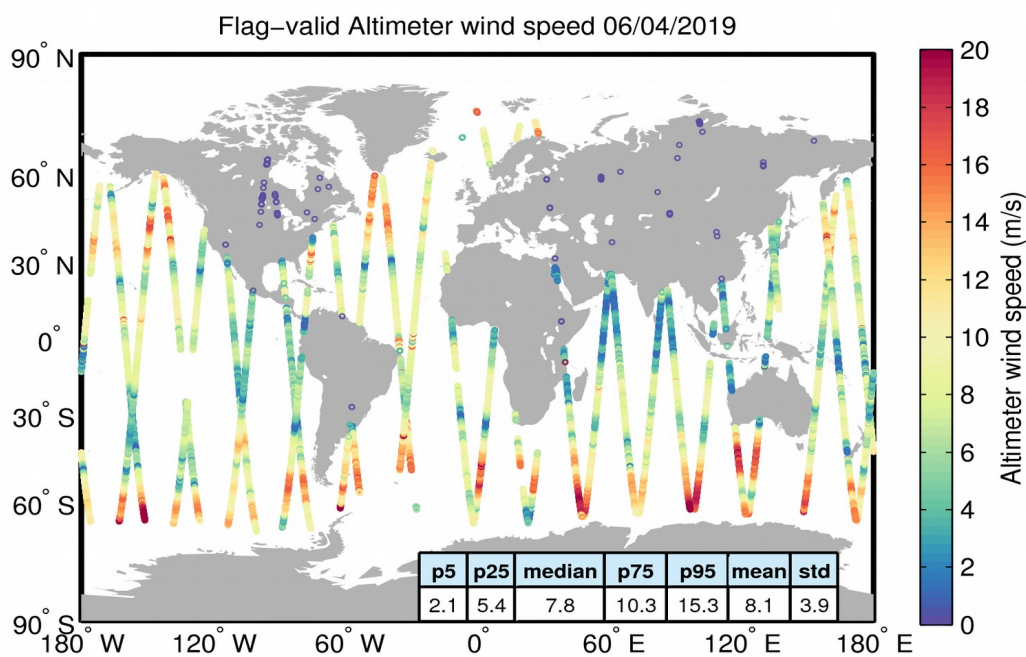 Flag−valid Altimeter wind speed 06/04/2019
90° N
60° N
30° N
0°
30° S
60° S
90° S
180° W
120° W
60° W
0°
60° E
120° E
180° E
p5 p25 median p75 p95 mean std
2.1 5.4 7.8 10.3 15.3 8.1 3.9
20
18
16
14
12
10
8
6
4
2
0
Altimeter wind speed (m/s)